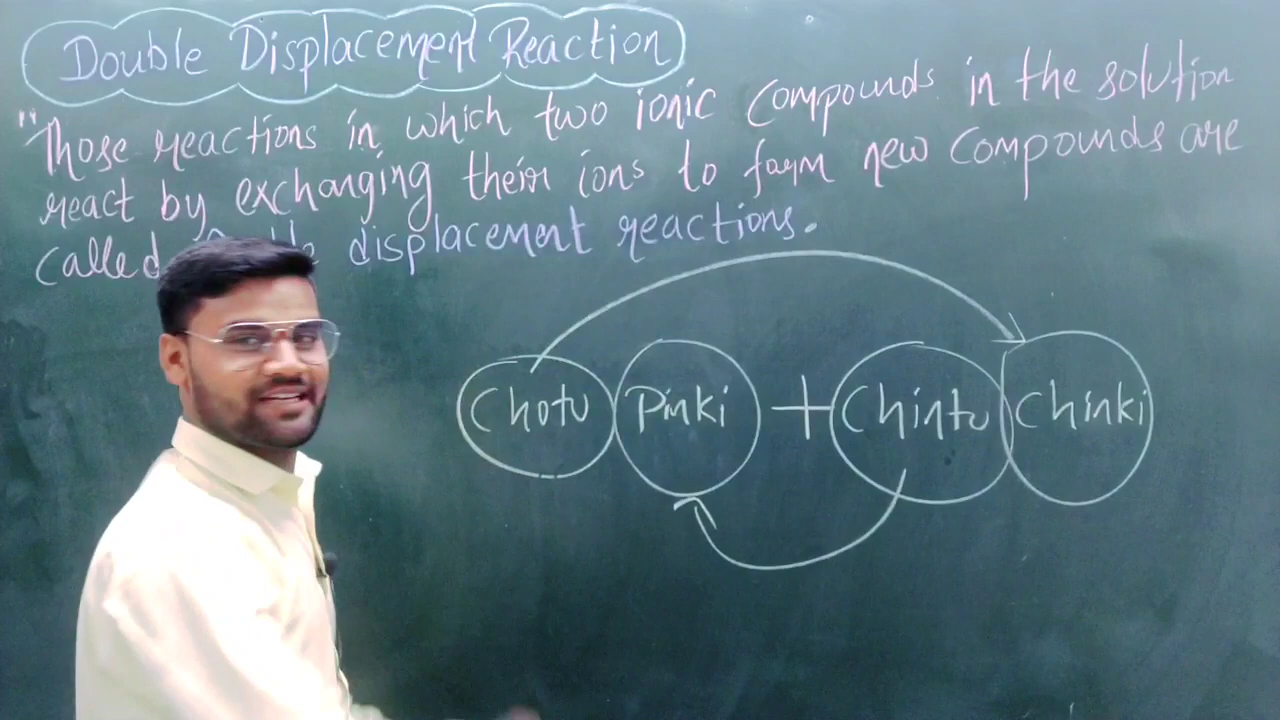 Double Displacement Reaction
"Those reactions in which two ionic compounds in the solution
react by exchanging their ions to form new compounds are
called displacement reactions.
Chotu Pinki + Chintu Chinki